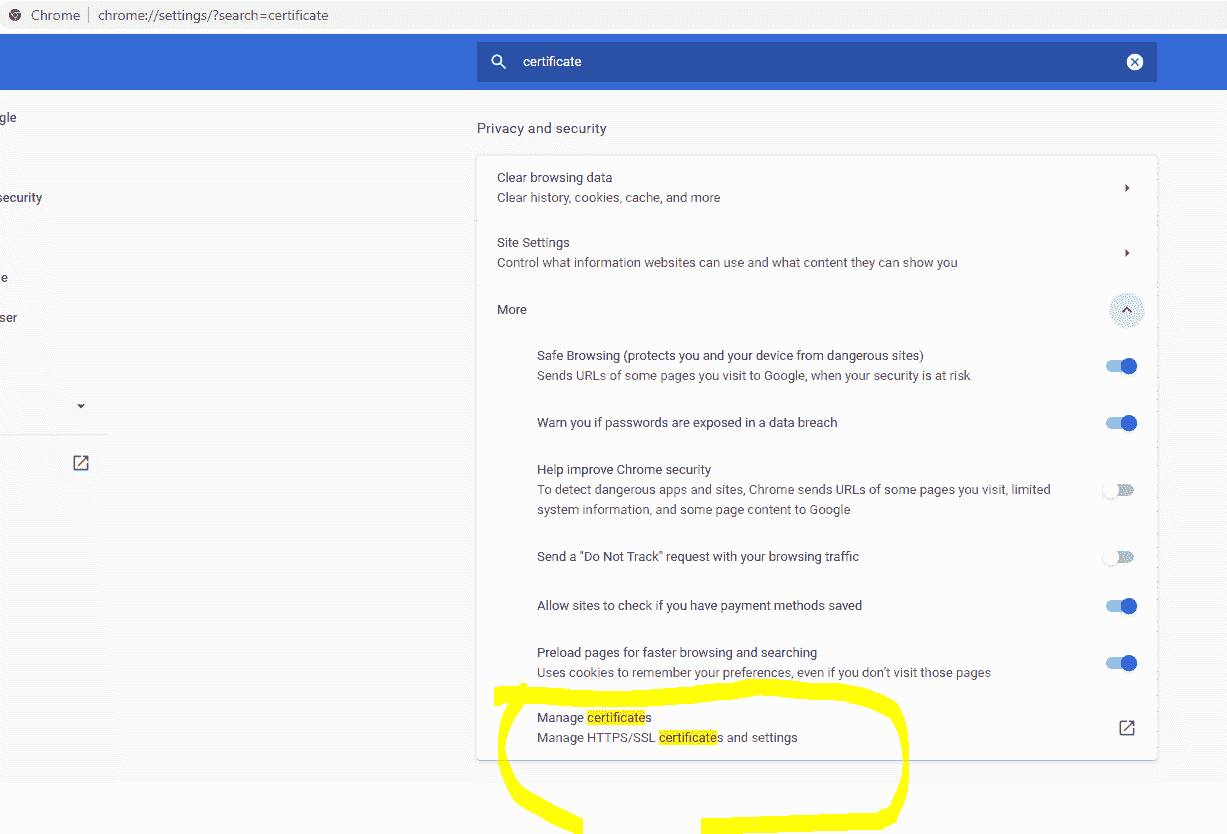 Chrome chrome://settings/?search=certificate
certificate
gle
security
e
ser
Privacy and security
Clear browsing data
Clear history, cookies, cache, and more
Site Settings
Control what information websites can use and what content they can show you
More
Safe Browsing (protects you and your device from dangerous sites)
Sends URLs of some pages you visit to Google, when your security is at risk
Warn you if passwords are exposed in a data breach
Help improve Chrome security
To detect dangerous apps and sites, Chrome sends URLs of some pages you visit, limited
system information, and some page content to Google
Send a "Do Not Track" request with your browsing traffic
Allow sites to check if you have payment methods saved
Preload pages for faster browsing and searching
Uses cookies to remember your preferences, even if you don't visit those pages
Manage certificates
Manage HTTPS/SSL certificates and settings